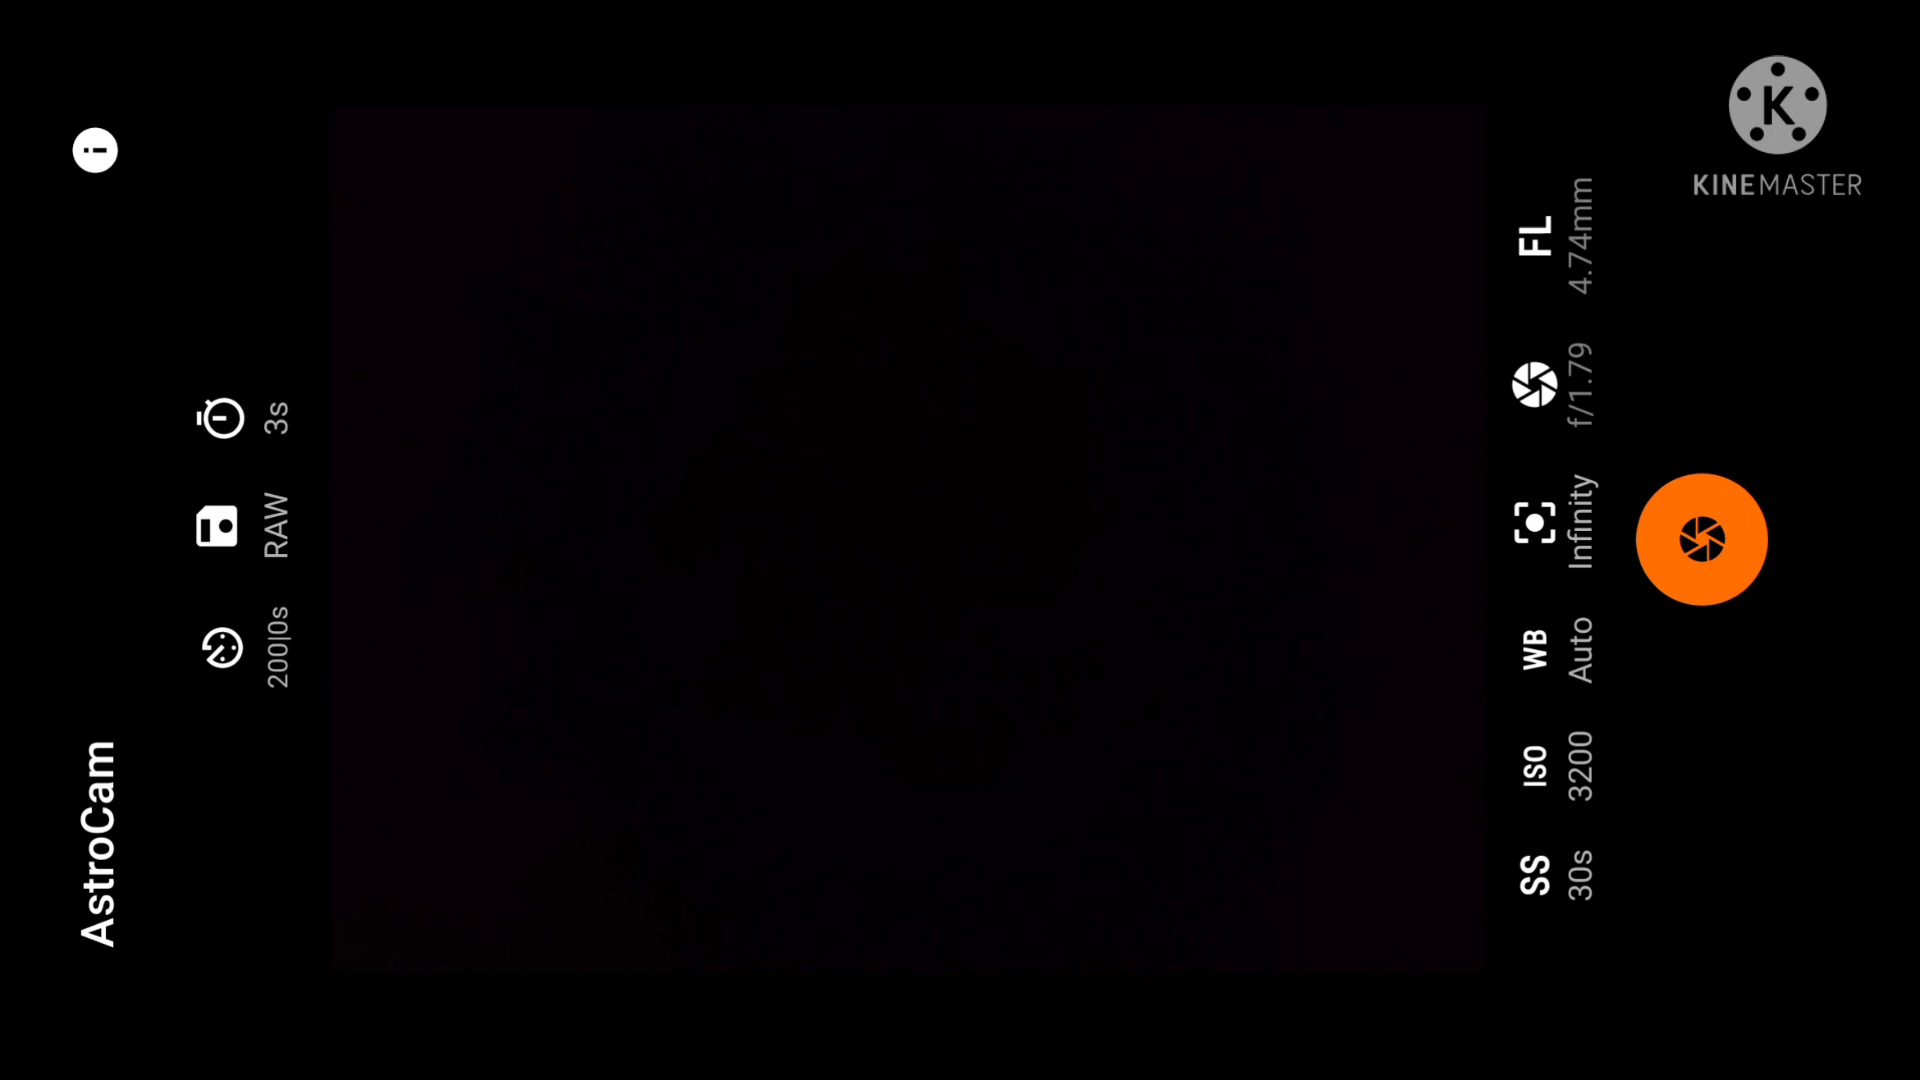 AstroCam
200|0s
RAW
3s
SS
30s
ISO
3200
WB
Auto
Infinity
f/1.79
FL
4.74mm
K
KINEMASTER